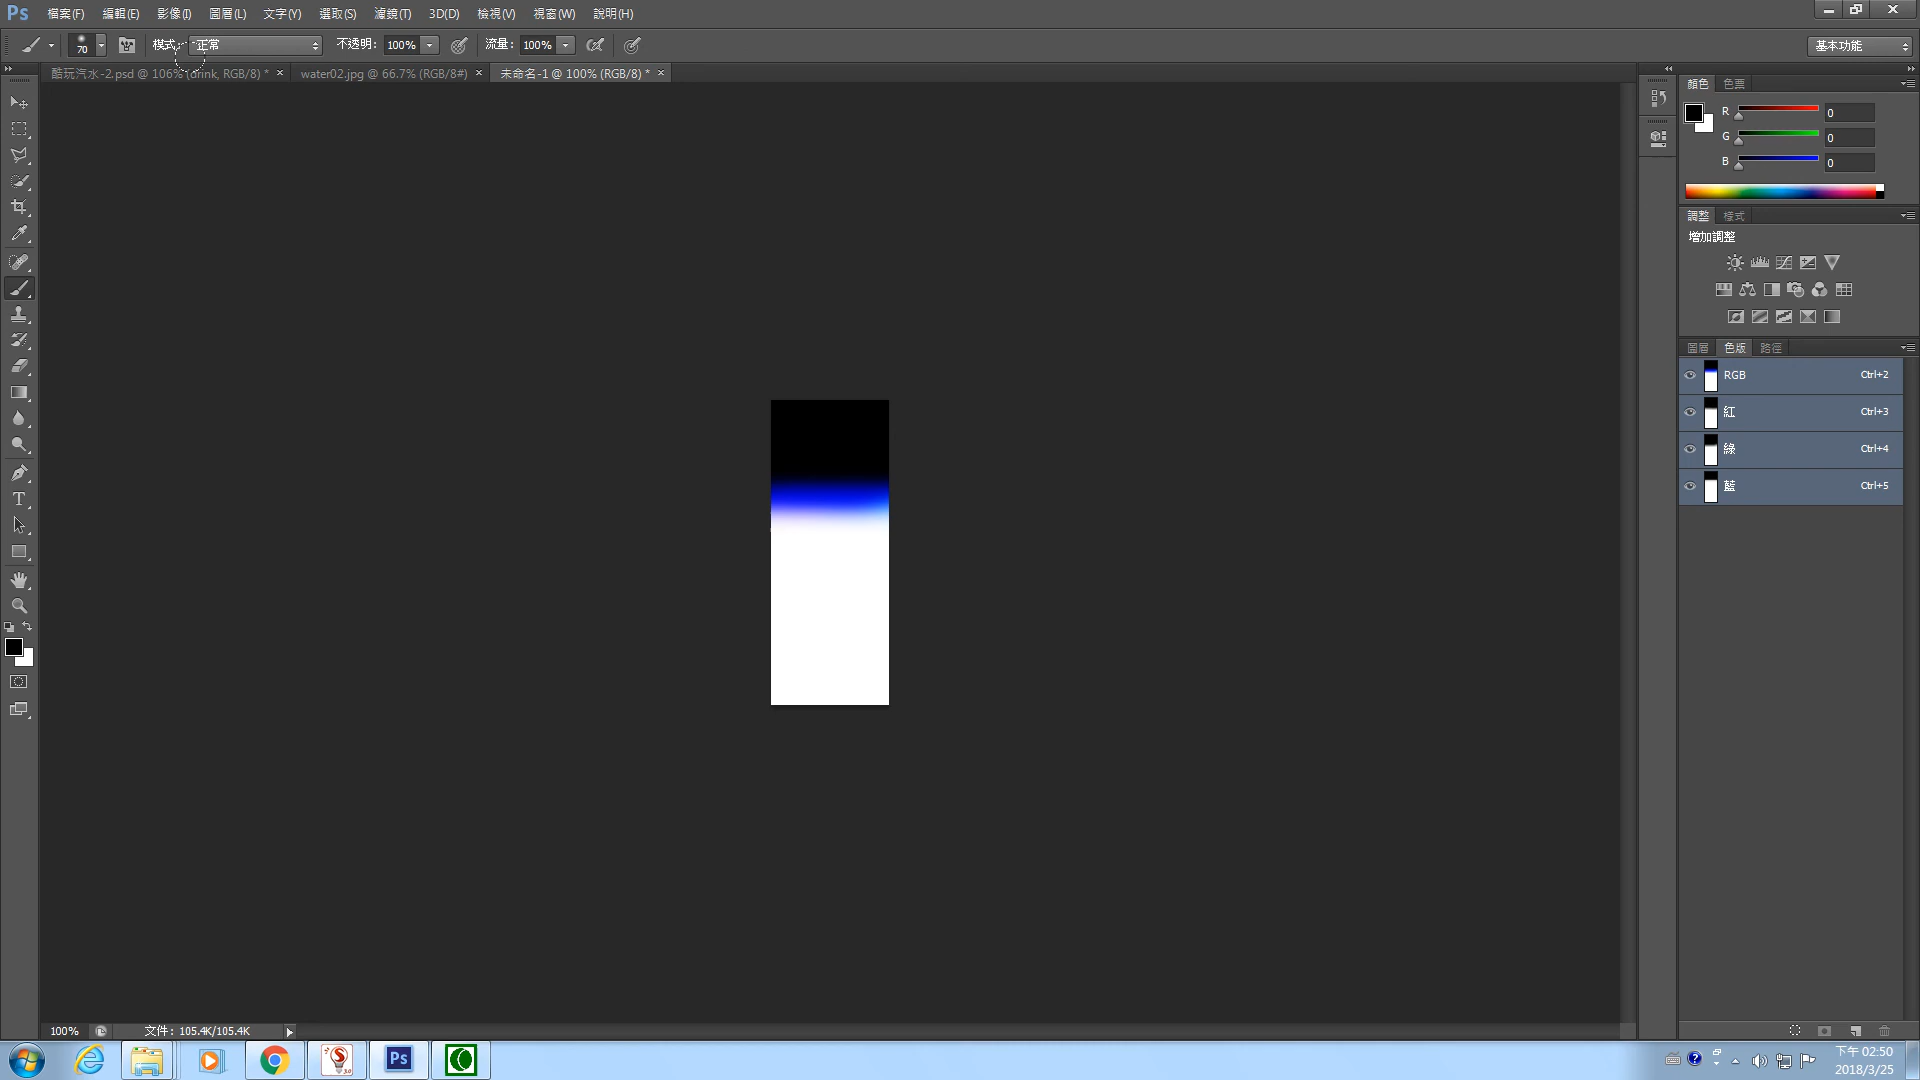 Ps 檔案(F) 編輯(E) 影像(I) 圖層(L) 文字(Y) 選取(S) 濾鏡(T) 3D(D) 檢視(V) 視窗(W) 說明(H)
70 模式: 正常 不透明: 100% 流量: 100% 基本功能
酷玩汽水-2.psd @ 106% (drink, RGB/8) * × water02.jpg @ 66.7% (RGB/8#) × 未命名-1 @ 100% (RGB/8) * ×
顏色 色票
R 0
G 0
B 0
調整 樣式
增加調整
圖層 色版 路徑
RGB Ctrl+2
紅 Ctrl+3
綠 Ctrl+4
藍 Ctrl+5
T
100% 文件: 105.4K/105.4K
Ps
下午 02:50
2018/3/25